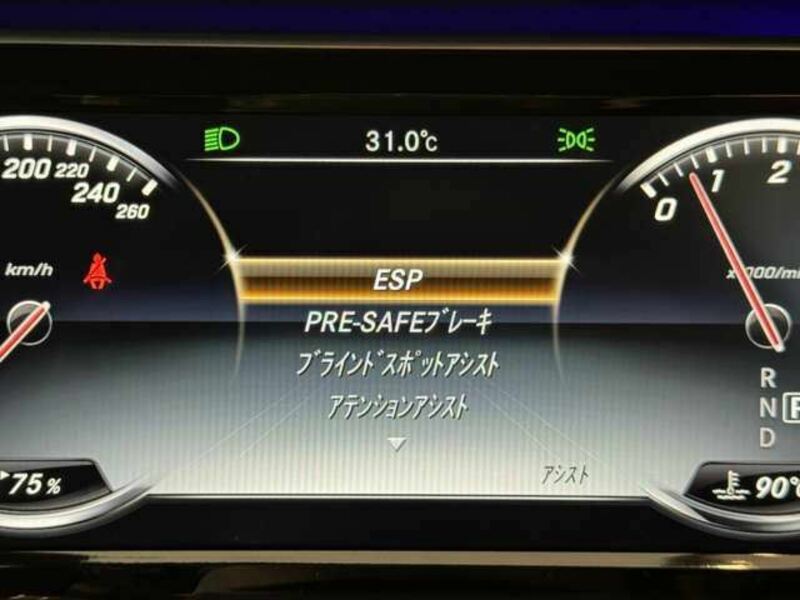 31.0℃
200
220
240
260
km/h
0
1
2
ESP
PRE-SAFEブレーキ
ブラインドスポットアシスト
アテンションアシスト
R
N P
D
アシスト
75%
90℃